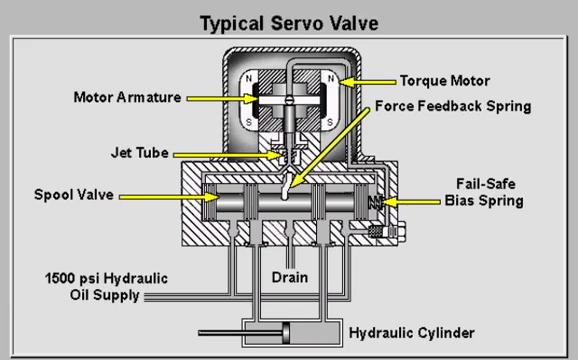 Typical Servo Valve
N
N
Torque Motor
Motor Armature
Force Feedback Spring
S
S
Jet Tube
Spool Valve
Fail-Safe
Bias Spring
1500 psi Hydraulic
Oil Supply
Drain
Hydraulic Cylinder